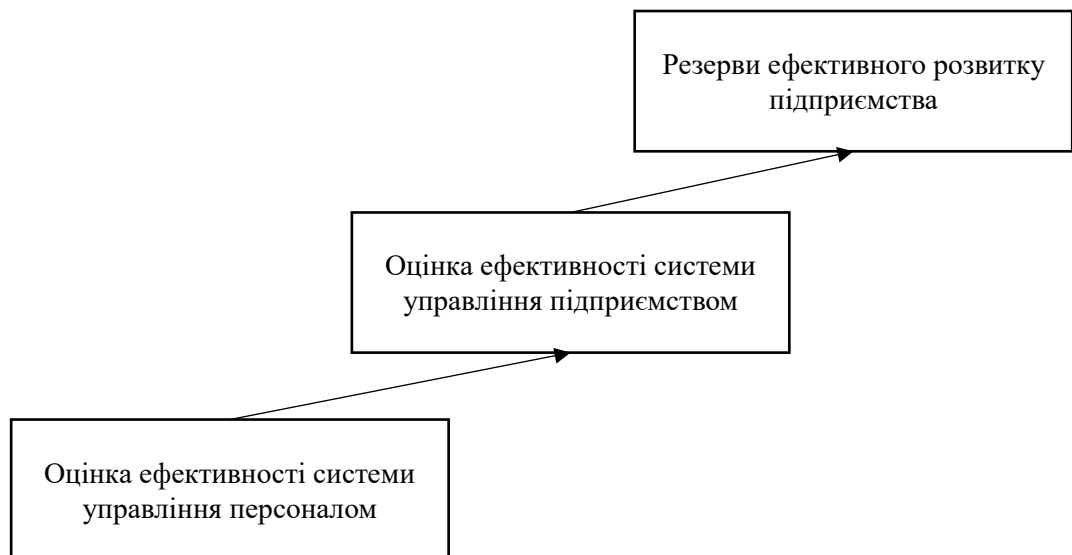 Резерви ефективного розвитку
підприємства
Оцінка ефективності системи
управління підприємством
Оцінка ефективності системи
управління персоналом